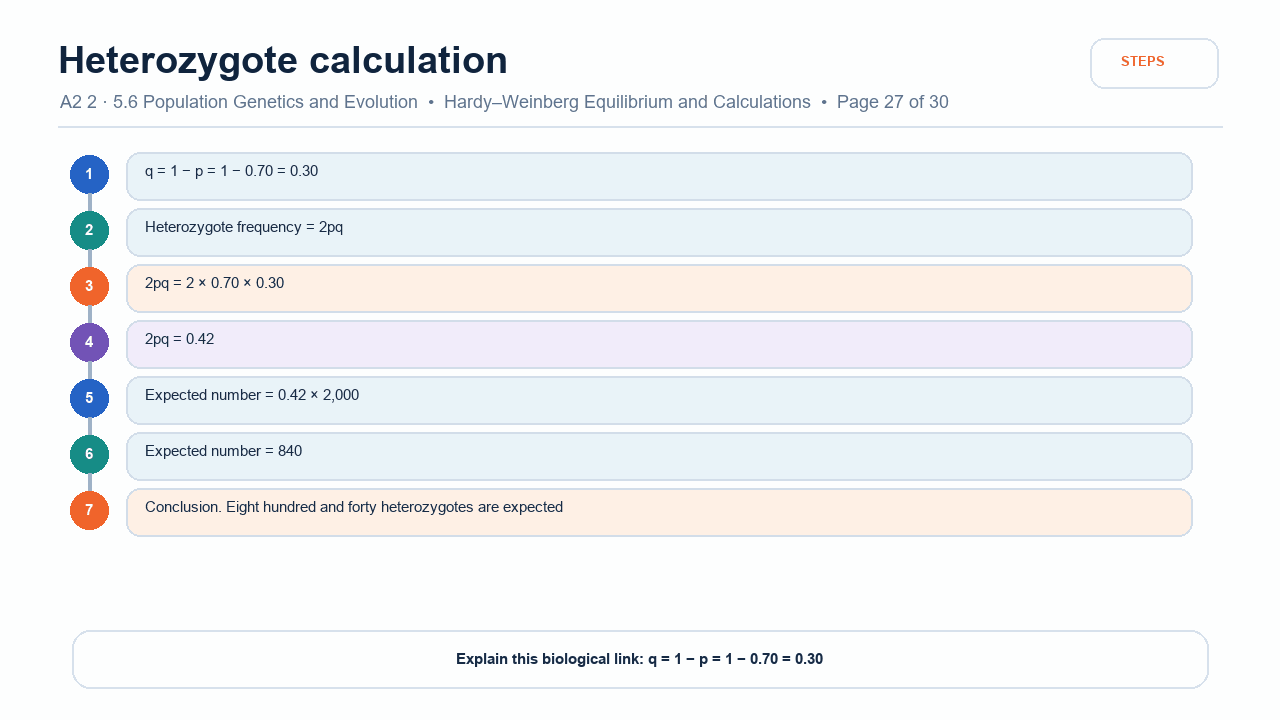 Heterozygote calculation
STEPS
A2 2 · 5.6 Population Genetics and Evolution • Hardy–Weinberg Equilibrium and Calculations • Page 27 of 30
1
q = 1 − p = 1 − 0.70 = 0.30
2
Heterozygote frequency = 2pq
3
2pq = 2 × 0.70 × 0.30
4
2pq = 0.42
5
Expected number = 0.42 × 2,000
6
Expected number = 840
7
Conclusion. Eight hundred and forty heterozygotes are expected
Explain this biological link: q = 1 − p = 1 − 0.70 = 0.30